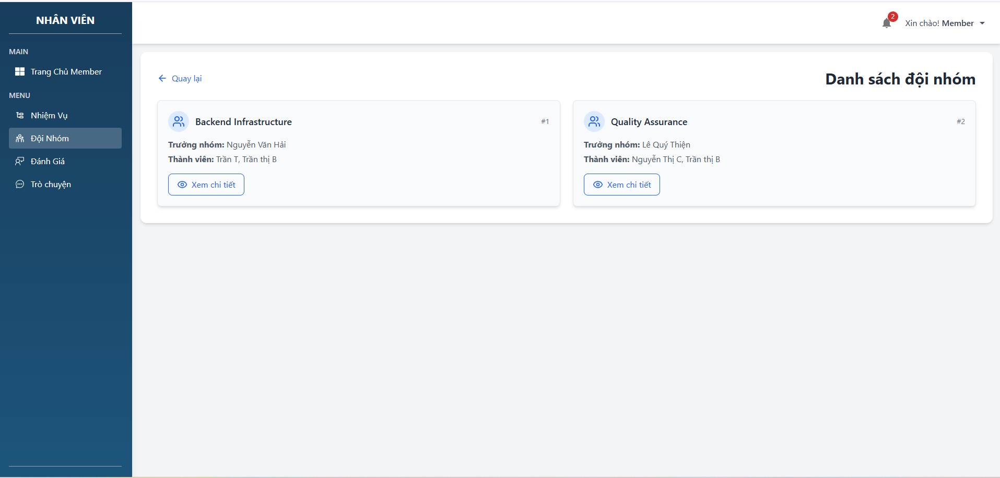 NHÂN VIÊN
MAIN
Trang Chủ Member
MENU
Nhiệm Vụ
Đội Nhóm
Đánh Giá
Trò chuyện
2
Xin chào! Member
Quay lại
Danh sách đội nhóm
Backend Infrastructure
#1
Trưởng nhóm: Nguyễn Văn Hải
Thành viên: Trần T, Trần thị B
Xem chi tiết
Quality Assurance
#2
Trưởng nhóm: Lê Quý Thiện
Thành viên: Nguyễn Thị C, Trần thị B
Xem chi tiết